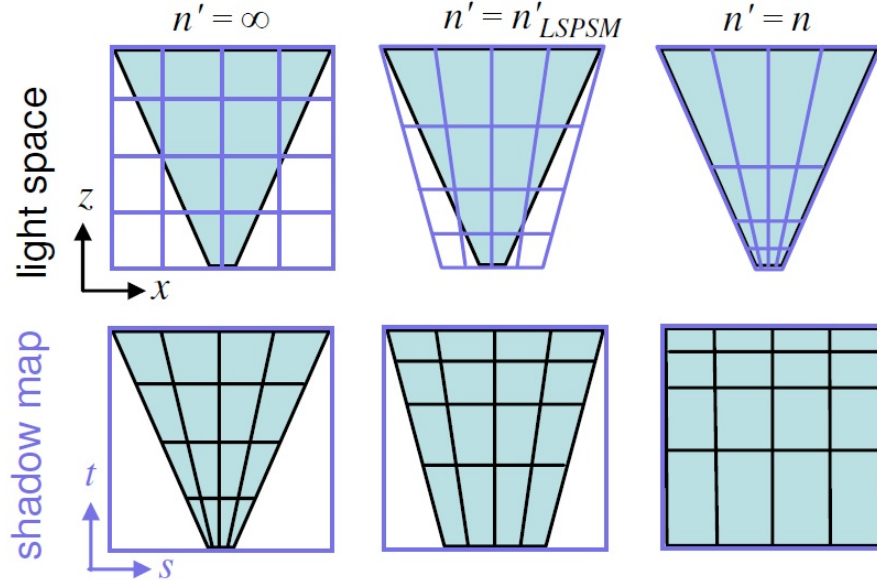 n' = ∞
n' = n'LSPSM
n' = n
light space
z
x
shadow map
t
s